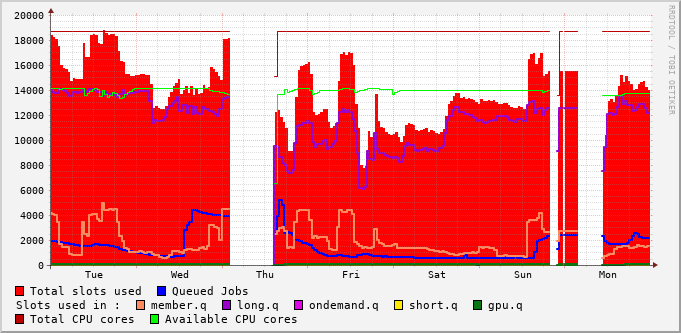 20000
18000
16000
14000
12000
10000
8000
6000
4000
2000
0
Tue Wed Thu Fri Sat Sun Mon
Total slots used Queued Jobs
Slots used in : member.q long.q ondemand.q short.q gpu.q
Total CPU cores Available CPU cores
RRDTOOL / TOBI OETIKER